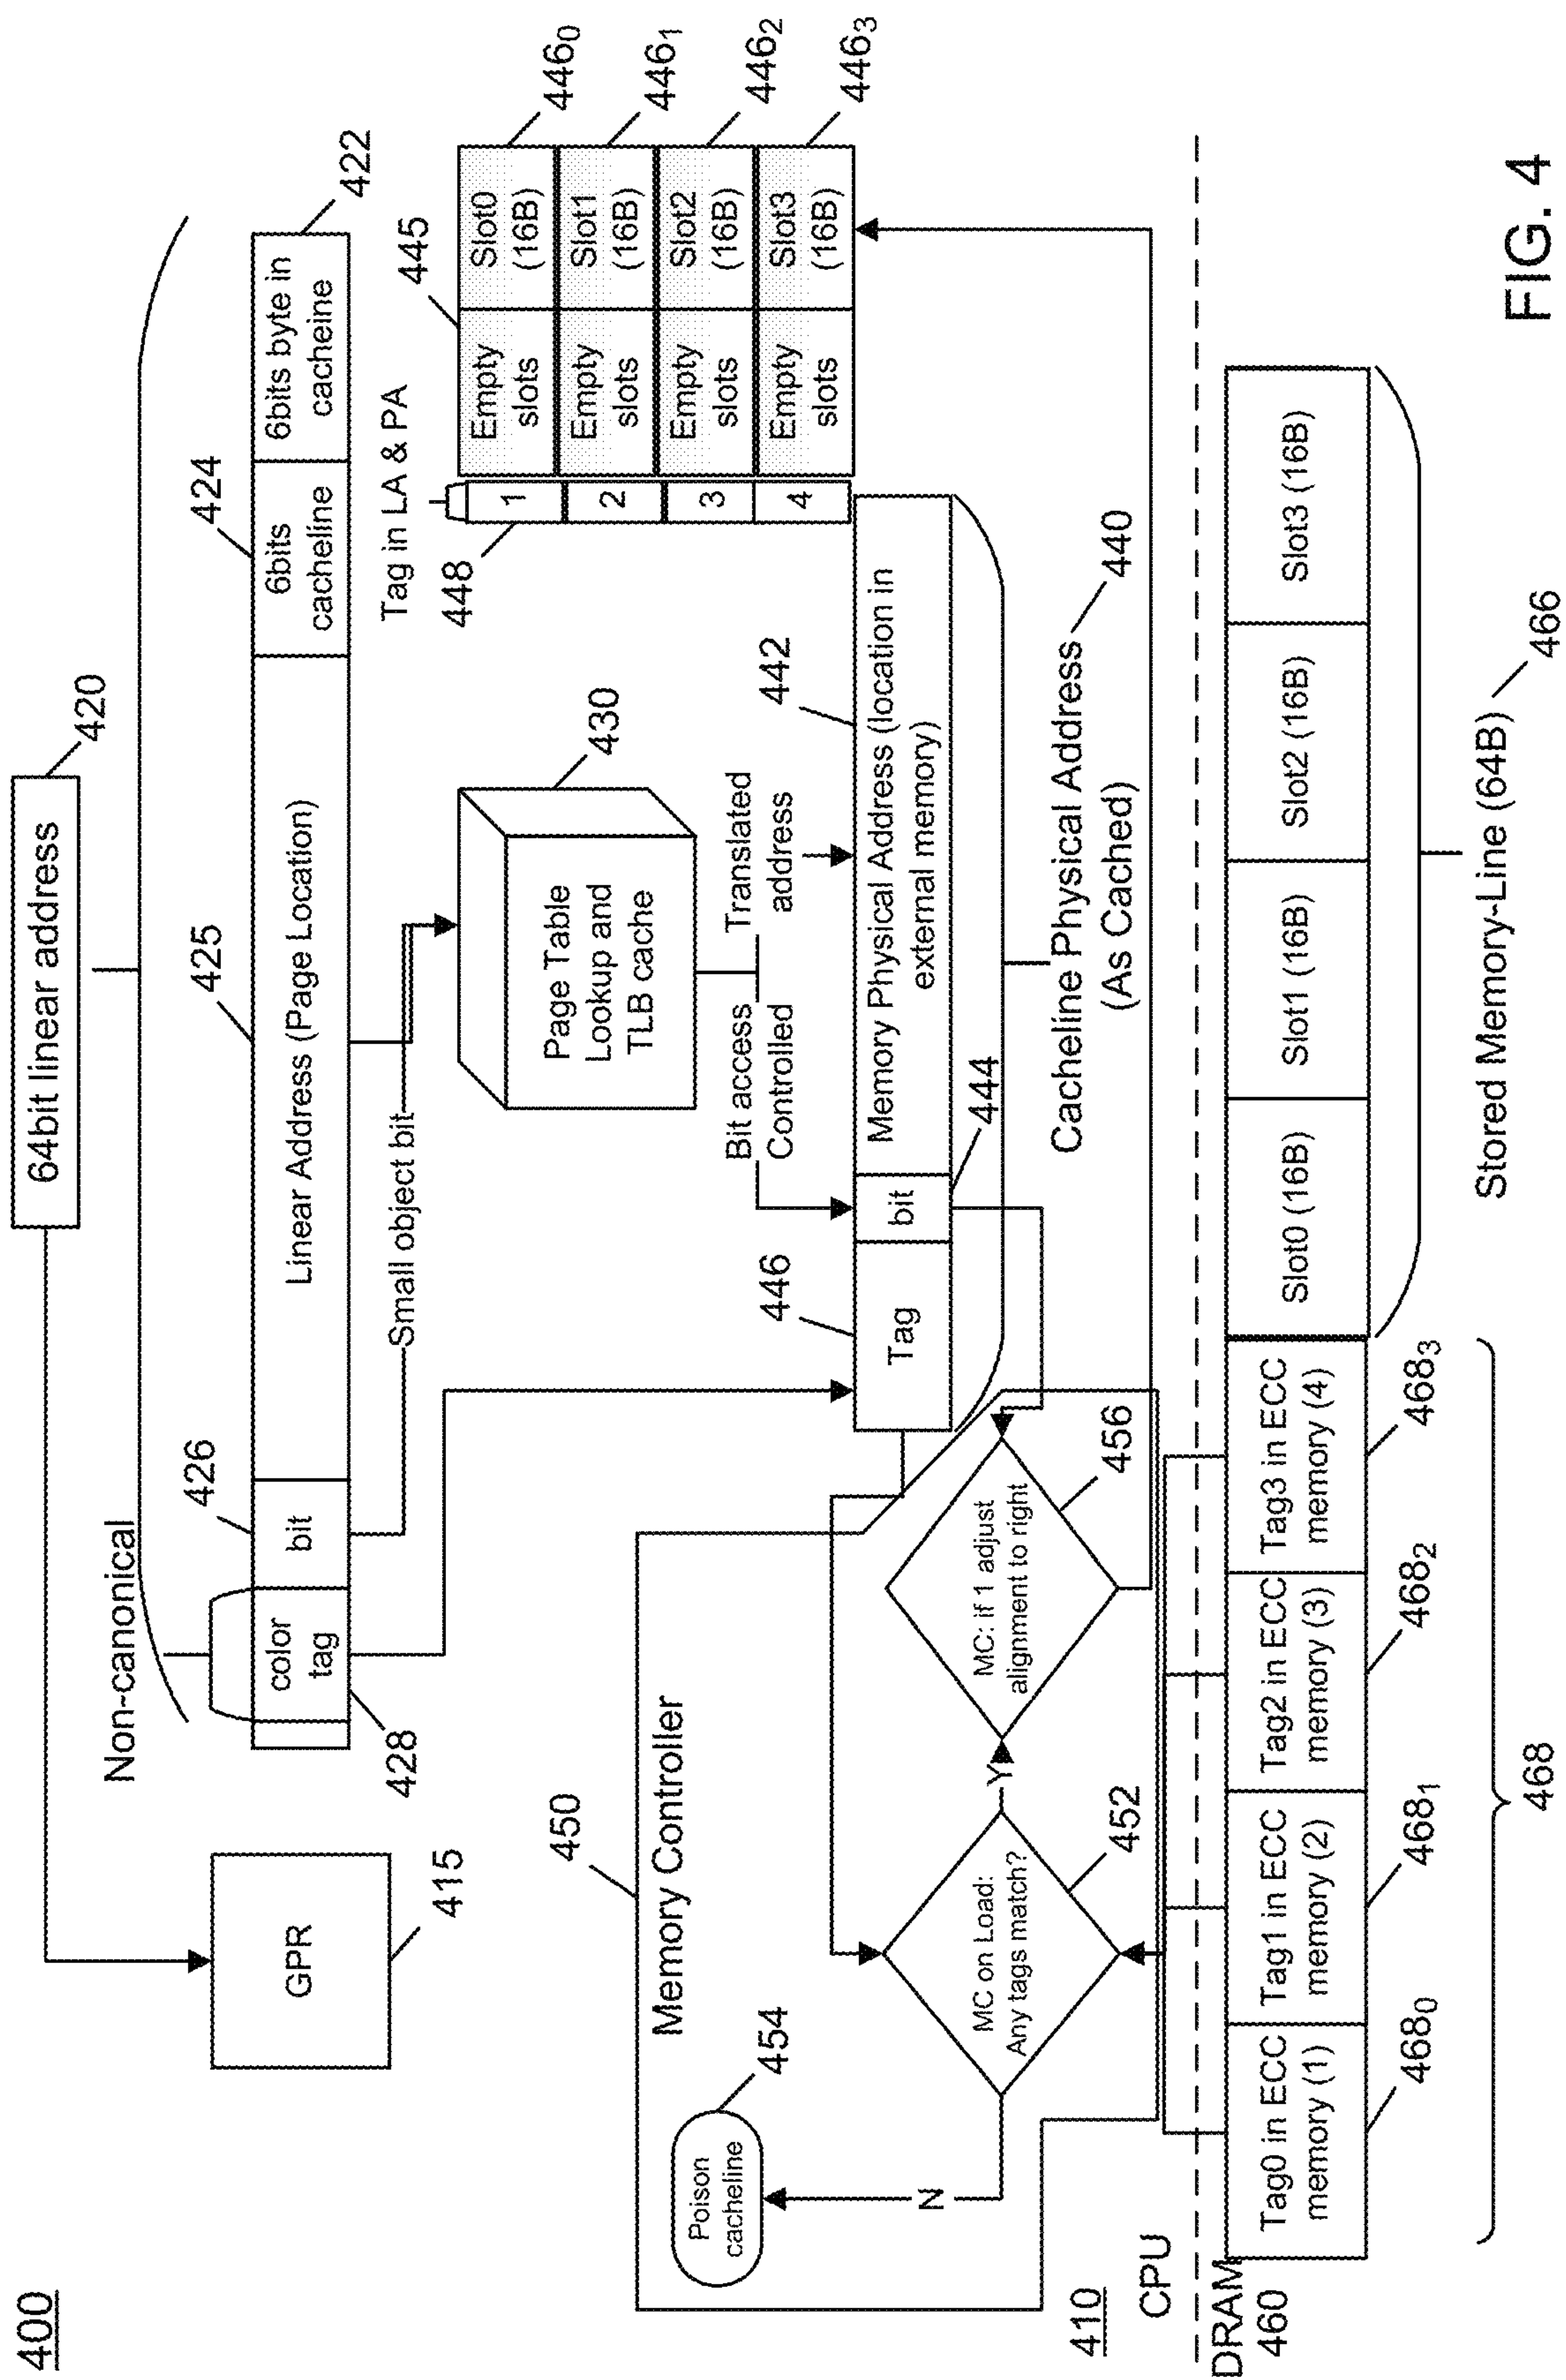 400
64bit linear address
420
Non-canonical
GPR
415
428
426
425
424
422
color
tag
bit
Linear Address (Page Location)
6bits
cacheline
6bits byte in
cacheine
Small object bit
Page Table
Lookup and
TLB cache
430
Tag in LA & PA
448
445
1
2
3
4
Empty
slots
Slot0
(16B)
446₀
Empty
slots
Slot1
(16B)
446₁
Empty
slots
Slot2
(16B)
446₂
Empty
slots
Slot3
(16B)
446₃
Bit access
Controlled
Translated
address
446
442
Tag
bit
Memory Physical Address (location in
external memory)
444
Cacheline Physical Address
(As Cached)
440
450
Memory Controller
Poison
cacheline
454
N
MC on Load:
Any tags match?
452
Y
MC: if 1 adjust
alignment to right
456
410
CPU
DRAM
460
Tag0 in ECC
memory (1)
Tag1 in ECC
memory (2)
Tag2 in ECC
memory (3)
Tag3 in ECC
memory (4)
Slot0 (16B)
Slot1 (16B)
Slot2 (16B)
Slot3 (16B)
468₀
468₁
468₂
468₃
468
Stored Memory-Line (64B)
466
FIG. 4